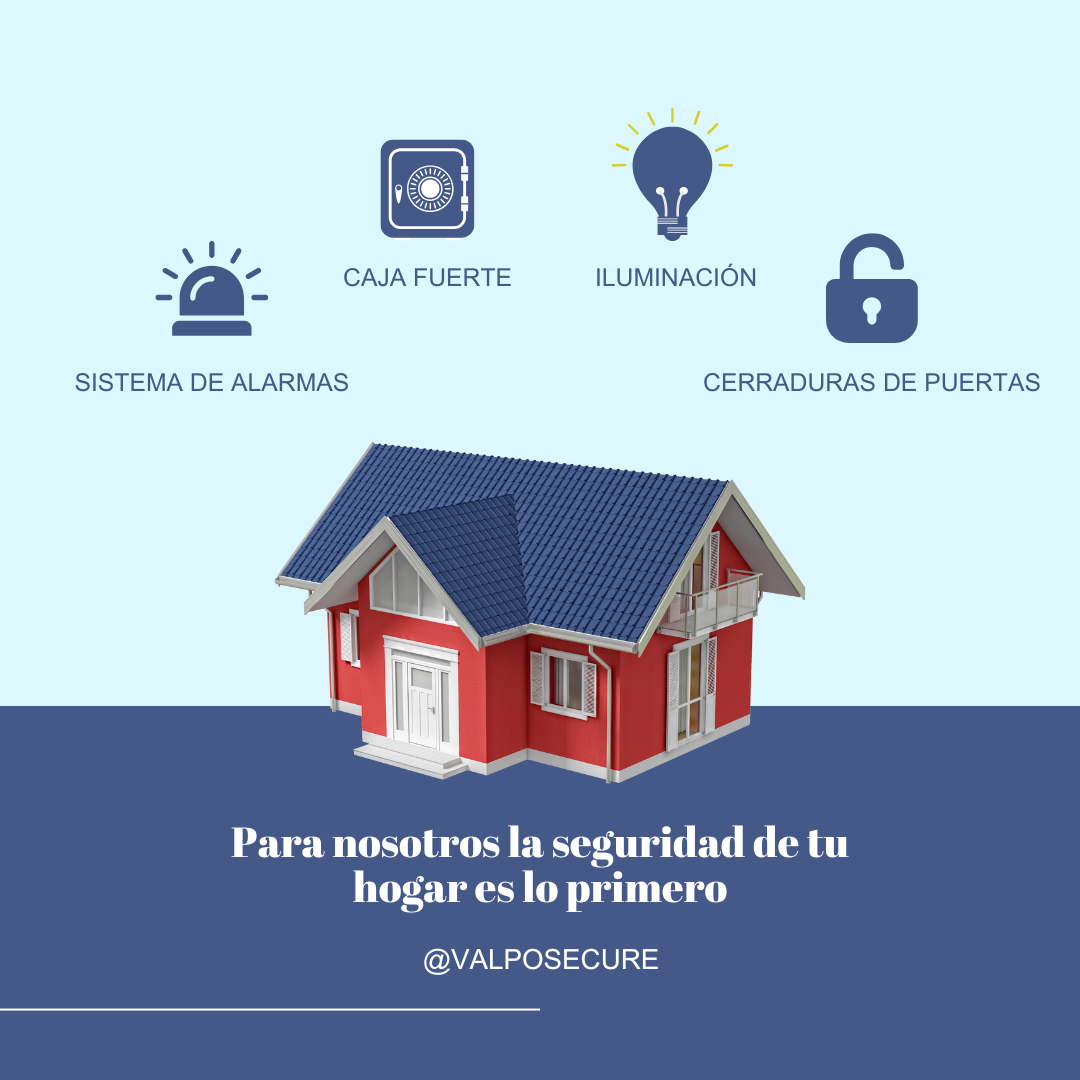 CAJA FUERTE
ILUMINACIÓN
SISTEMA DE ALARMAS
CERRADURAS DE PUERTAS
Para nosotros la seguridad de tu
hogar es lo primero
@VALPOSECURE